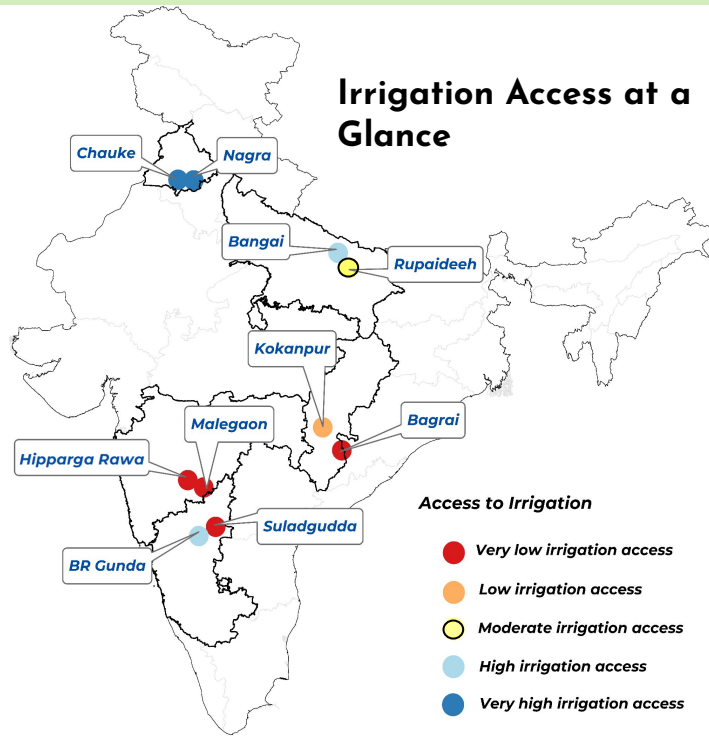 Irrigation Access at a
Glance
Chauke
Nagra
Bangai
Rupaideeh
Kokanpur
Malegaon
Bagrai
Hipparga Rawa
Suladgudda
BR Gunda
Access to Irrigation
Very low irrigation access
Low irrigation access
Moderate irrigation access
High irrigation access
Very high irrigation access